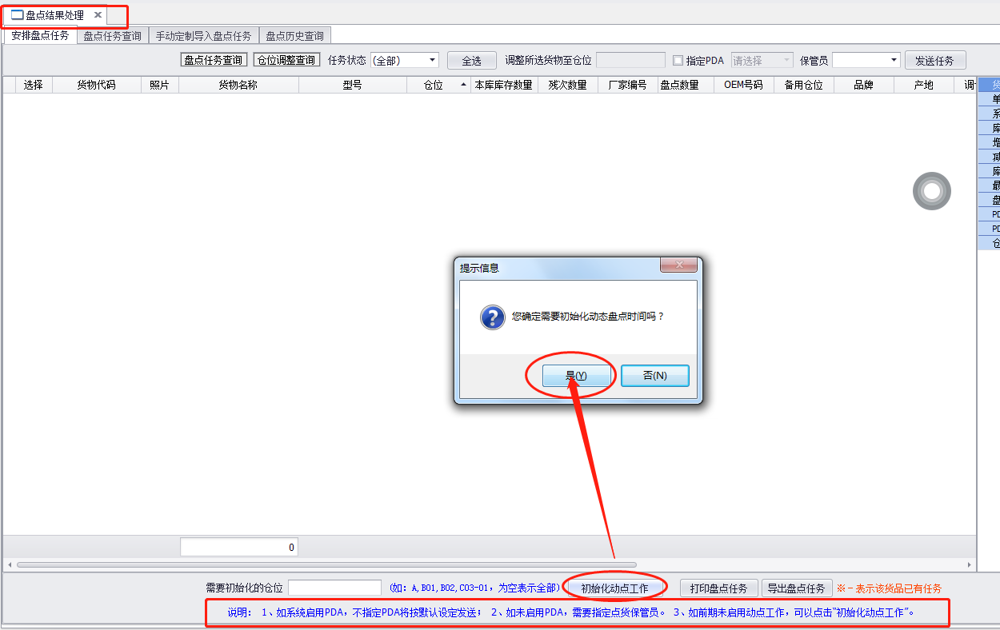 盘点结果处理
安排盘点任务 盘点任务查询 手动定制导入盘点任务 盘点历史查询
盘点任务查询 仓位调整查询 任务状态 (全部) 全选 调整所选货物至仓位 指定PDA 请选择 保管员 发送任务
选择 货物代码 照片 货物名称 型号 仓位 本库库存数量 残次数量 厂家编号 盘点数量 OEM号码 备用仓位 品牌 产地 调
货
单
系
库
增
减
库
最
盘
PD
PD
仓
提示信息
您确定需要初始化动态盘点时间吗？
是(Y) 否(N)
0
需要初始化的仓位 (如: A,B01,B02,C03-01, 为空表示全部) 初始化动点工作 打印盘点任务 导出盘点任务 ※－表示该货品已有任务
说明: 1、如系统启用PDA，不指定PDA将按默认设定发送； 2、如未启用PDA，需要指定点货保管员。 3、如前期未启用动点工作，可以点击“初始化动点工作”。